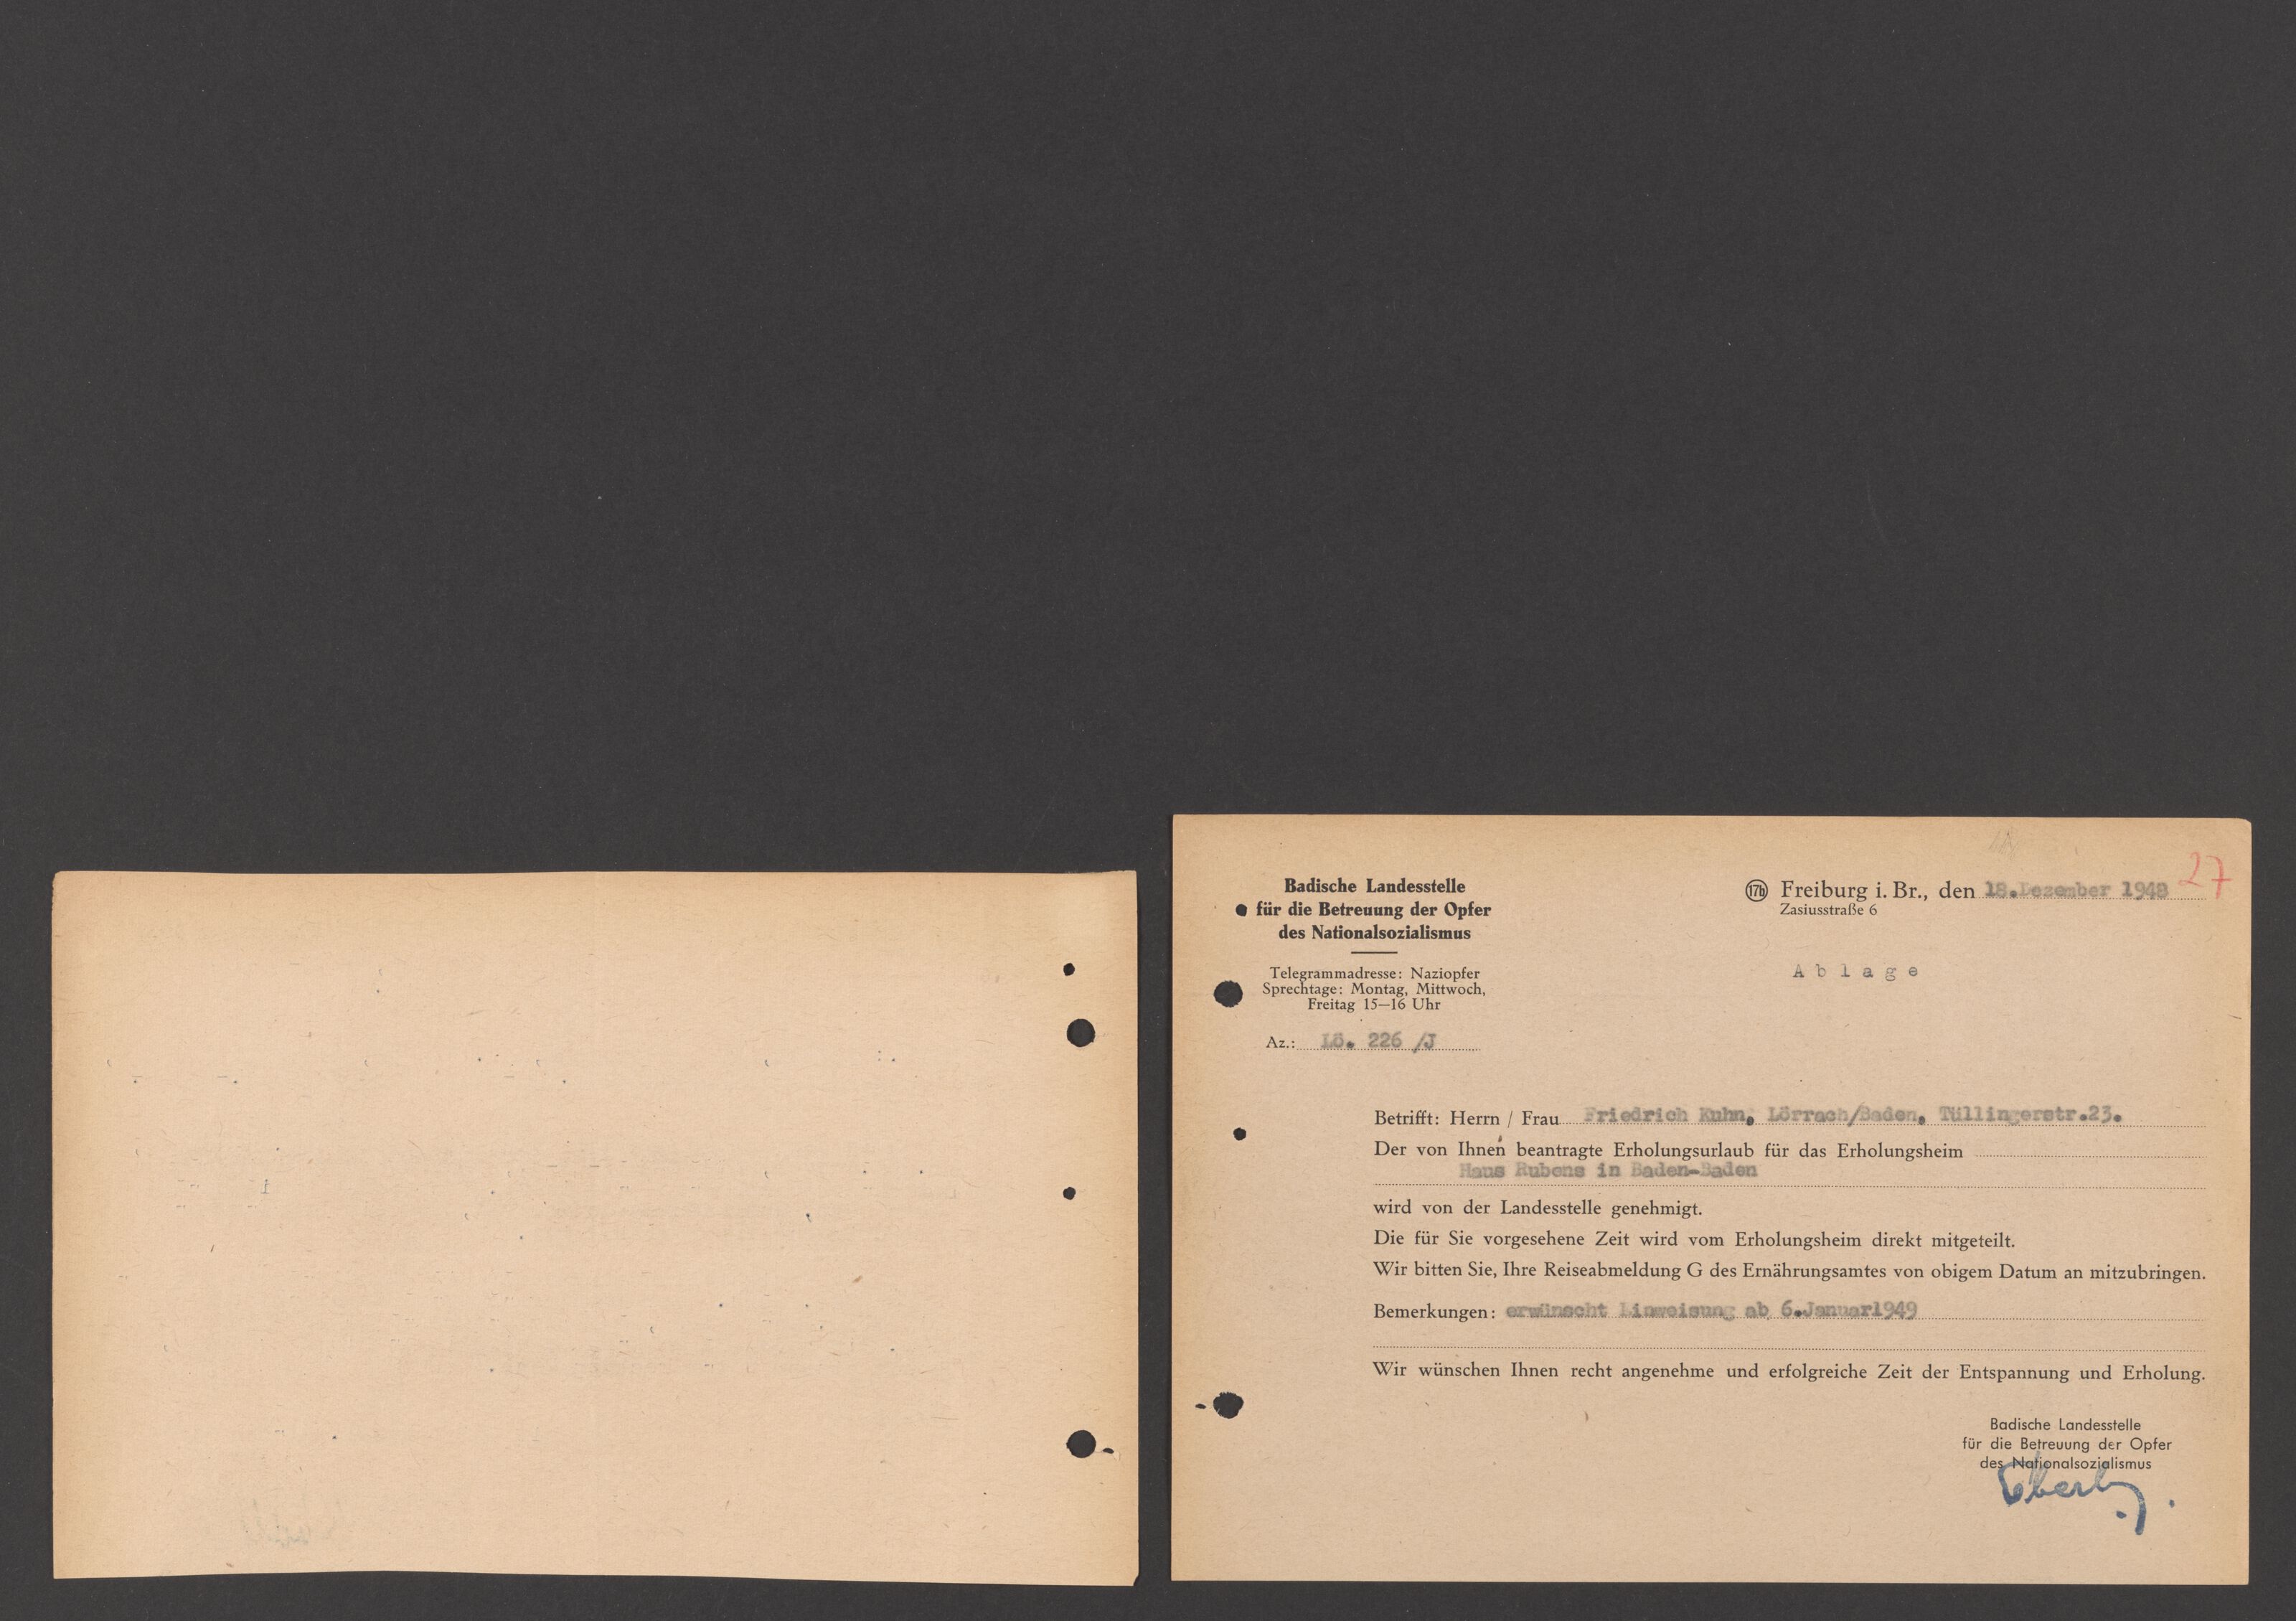 Badische Landesstelle
für die Betreuung der Opfer
des Nationalsozialismus
Telegrammadresse: Naziopfer
Sprechtage: Montag, Mittwoch,
Freitag 15—16 Uhr
Az.: Lö. 226 /J
27
17b Freiburg i. Br., den 18.Dezember 1948
Zasiusstraße 6
Ablage
Betrifft: Herrn / Frau Friedrich Kuhn, Lörrach/Baden, Tüllingerstr.23.
Der von Ihnen beantragte Erholungsurlaub für das Erholungsheim
Haus Rubens in Baden-Baden
wird von der Landesstelle genehmigt.
Die für Sie vorgesehene Zeit wird vom Erholungsheim direkt mitgeteilt.
Wir bitten Sie, Ihre Reiseabmeldung G des Ernährungsamtes von obigem Datum an mitzubringen.
Bemerkungen: erwünscht Einweisung ab 6.Januar1949
Wir wünschen Ihnen recht angenehme und erfolgreiche Zeit der Entspannung und Erholung.
Badische Landesstelle
für die Betreuung der Opfer
des Nationalsozialismus